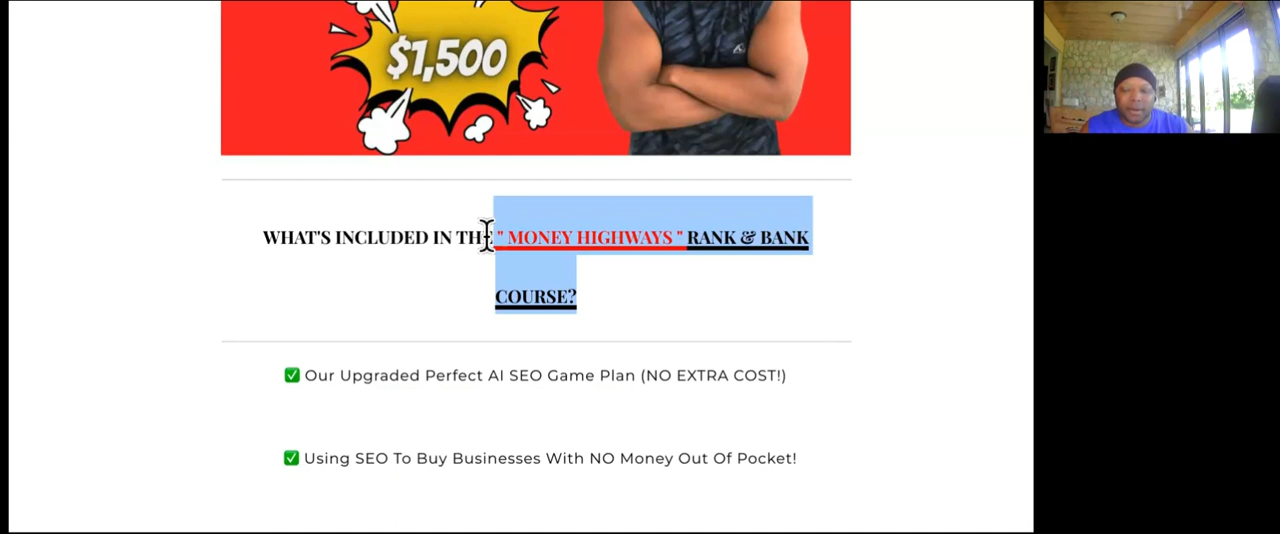 $1,500
WHAT'S INCLUDED IN THE " MONEY HIGHWAYS " RANK & BANK
COURSE?
✅ Our Upgraded Perfect AI SEO Game Plan (NO EXTRA COST!)
✅ Using SEO To Buy Businesses With NO Money Out Of Pocket!